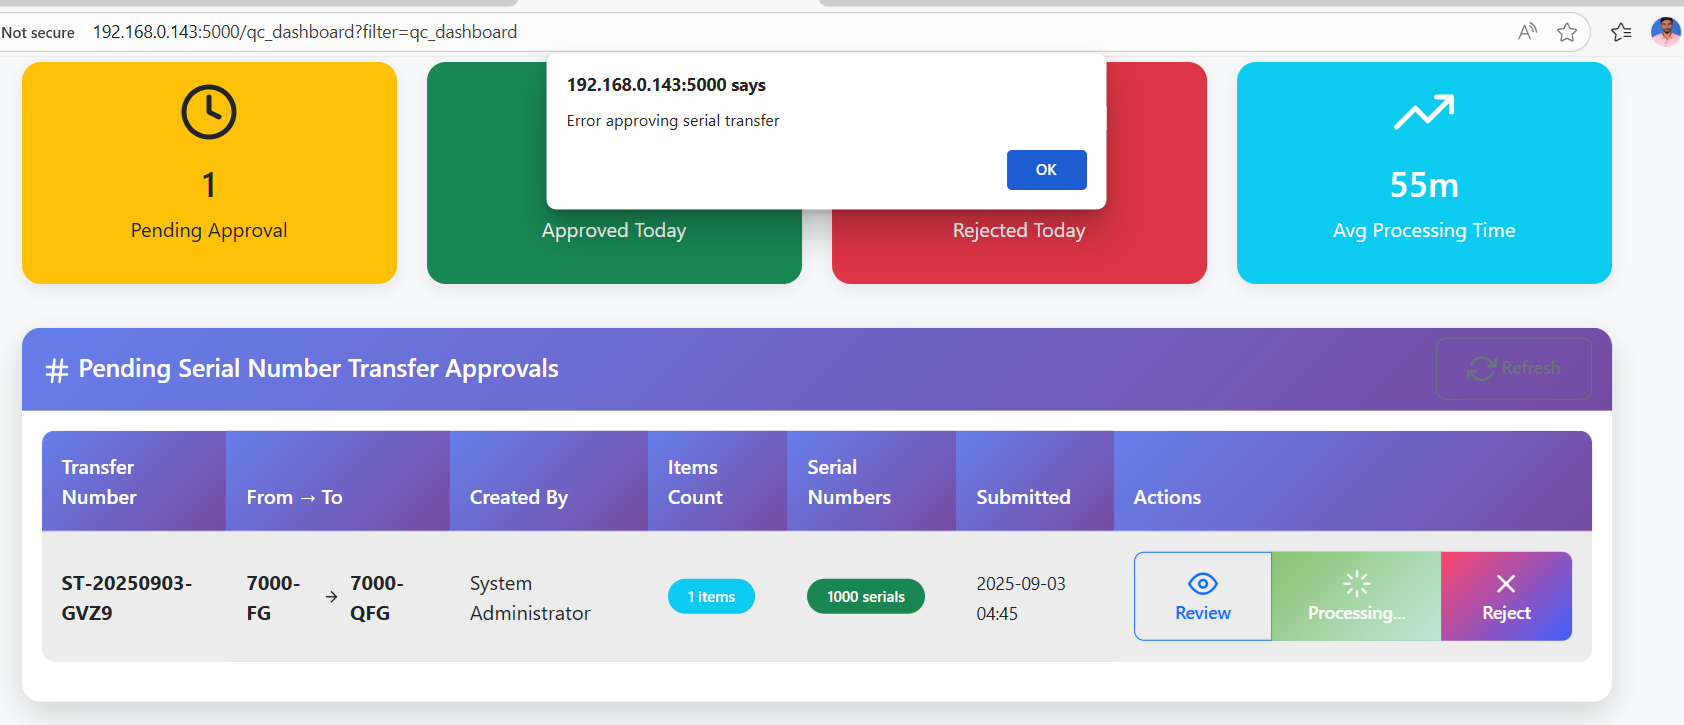 Not secure 192.168.0.143:5000/qc_dashboard?filter=qc_dashboard
192.168.0.143:5000 says
Error approving serial transfer
OK
1
Pending Approval
Approved Today
Rejected Today
55m
Avg Processing Time
# Pending Serial Number Transfer Approvals
Refresh
Transfer
Number
From → To
Created By
Items
Count
Serial
Numbers
Submitted
Actions
ST-20250903-
GVZ9
7000-
FG
→
7000-
QFG
System
Administrator
1 items
1000 serials
2025-09-03
04:45
Review
Processing...
Reject